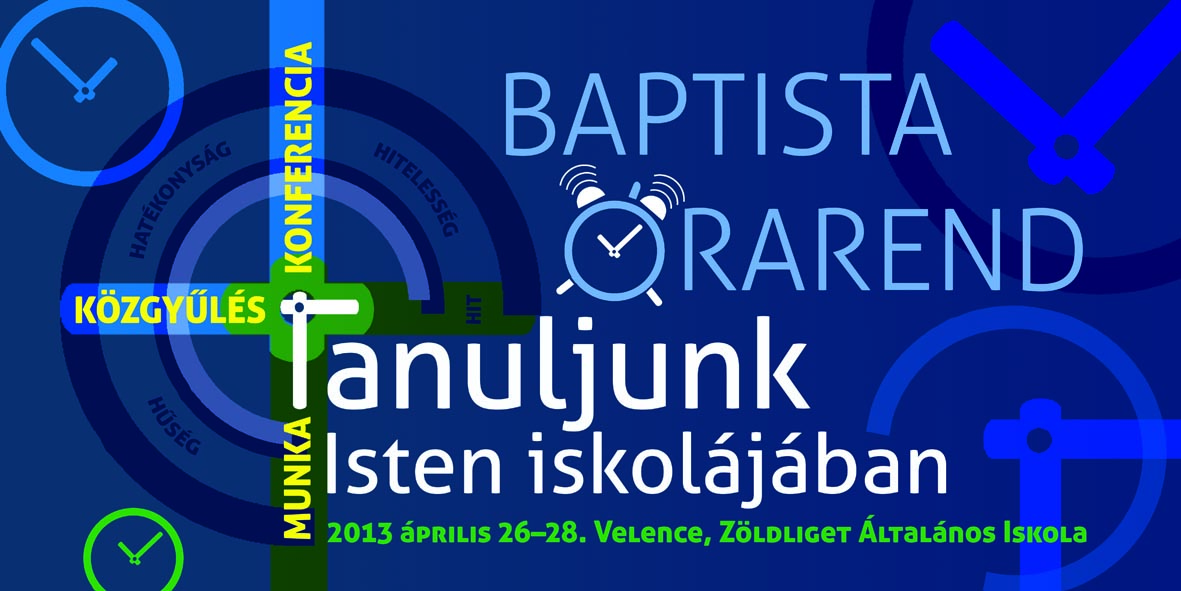 BAPTISTA
ÓRAREND
Tanuljunk
Isten iskolájában
2013 április 26–28. Velence, Zöldliget Általános Iskola
KÖZGYŰLÉS
MUNKA KONFERENCIA
HATÉKONYSÁG
HITELESSÉG
HIT
HŰSÉG